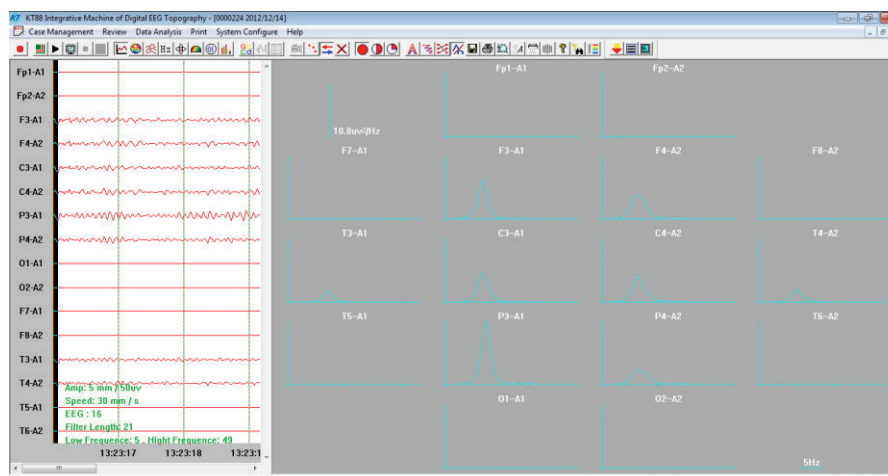 KT KT88 Integrative Machine of Digital EEG Topography - [0000224 2012/12/14]
Case Management Review Data Analysis Print System Configure Help
Fp1-A1
Fp2-A2
F3-A1
F4-A2
C3-A1
C4-A2
P3-A1
P4-A2
O1-A1
O2-A2
F7-A1
F8-A2
T3-A1
T4-A2
T5-A1
T6-A2
Amp: 5 mm / 50uv
Speed: 30 mm / s
EEG : 16
Filter Length: 21
Low Frequence: 5 , Hight Frequence: 49
13:23:17 13:23:18 13:23:1
Fp1-A1 Fp2-A2
F7-A1 F3-A1 F4-A2 F8-A2
T3-A1 C3-A1 C4-A2 T4-A2
T5-A1 P3-A1 P4-A2 T6-A2
O1-A1 O2-A2
5Hz